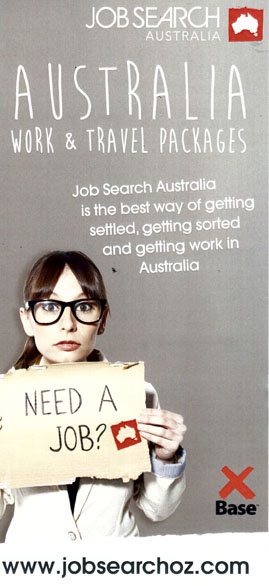 JOB SEARCH
AUSTRALIA
AUSTRALIA
WORK & TRAVEL PACKAGES
Job Search Australia
is the best way of getting
settled, getting sorted
and getting work in
Australia
NEED A
JOB?
Base
www.jobsearchoz.com